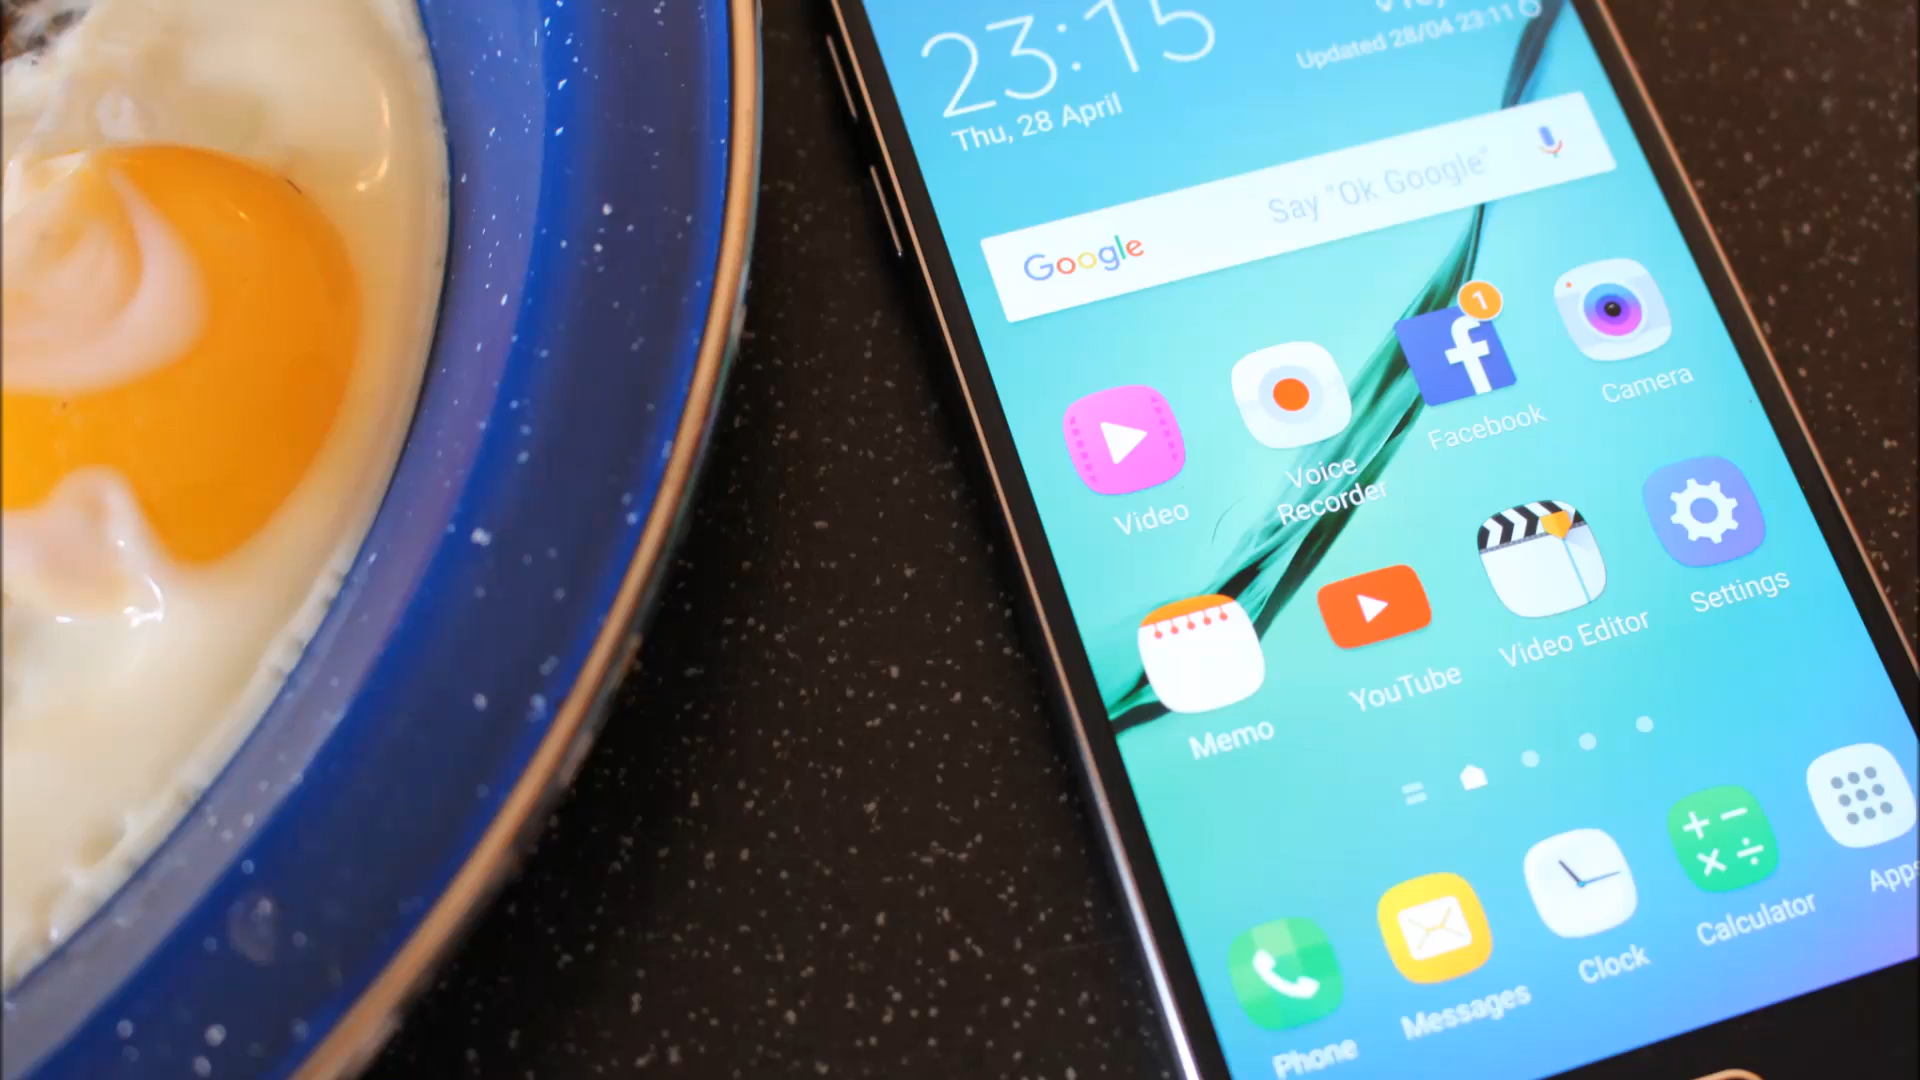 23:15
Updated 28/04 23:11
Thu, 28 April
Google
Say "Ok Google"
1
Video
Voice
Recorder
Facebook
Camera
Memo
YouTube
Video Editor
Settings
Phone
Messages
Clock
Calculator
Apps